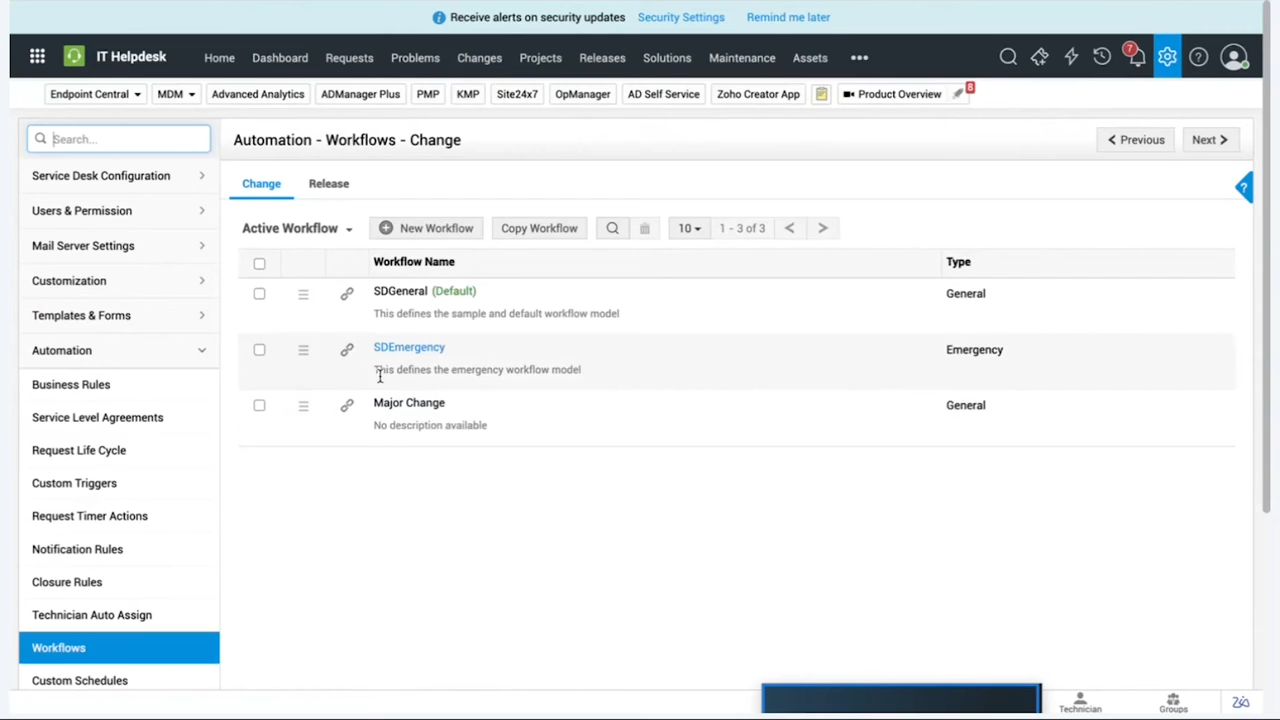 Receive alerts on security updates Security Settings Remind me later
IT Helpdesk Home Dashboard Requests Problems Changes Projects Releases Solutions Maintenance Assets 7
Endpoint Central MDM Advanced Analytics ADManager Plus PMP KMP Site24x7 OpManager AD Self Service Zoho Creator App Product Overview 8
Search...
Automation - Workflows - Change
Previous Next
Service Desk Configuration
Users & Permission
Mail Server Settings
Customization
Templates & Forms
Automation
Business Rules
Service Level Agreements
Request Life Cycle
Custom Triggers
Request Timer Actions
Notification Rules
Closure Rules
Technician Auto Assign
Workflows
Custom Schedules
Change Release
?
Active Workflow New Workflow Copy Workflow 10 1 - 3 of 3
Workflow Name Type
SDGeneral (Default) General
This defines the sample and default workflow model
SDEmergency Emergency
This defines the emergency workflow model
Major Change General
No description available
Technician Groups